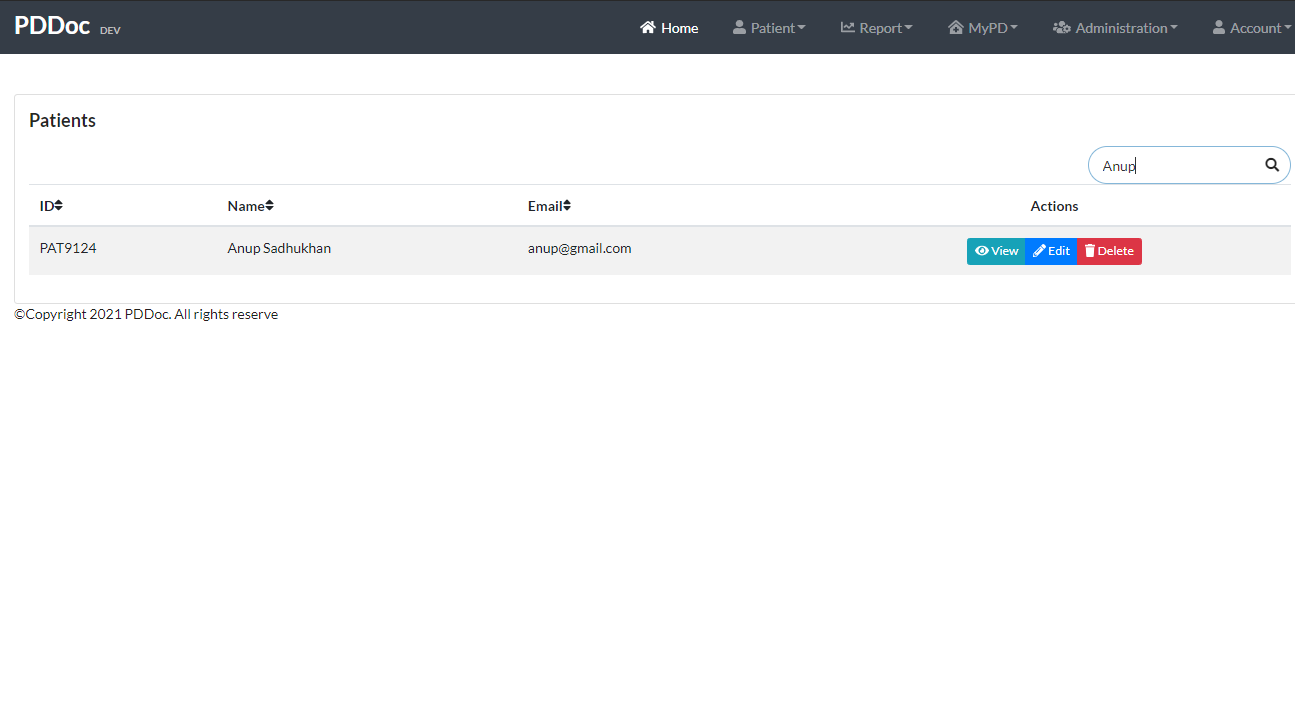 PDDoc DEV Home Patient Report MyPD Administration Account
Patients
Anup
ID Name Email Actions
PAT9124 Anup Sadhukhan anup@gmail.com View Edit Delete
©Copyright 2021 PDDoc. All rights reserve